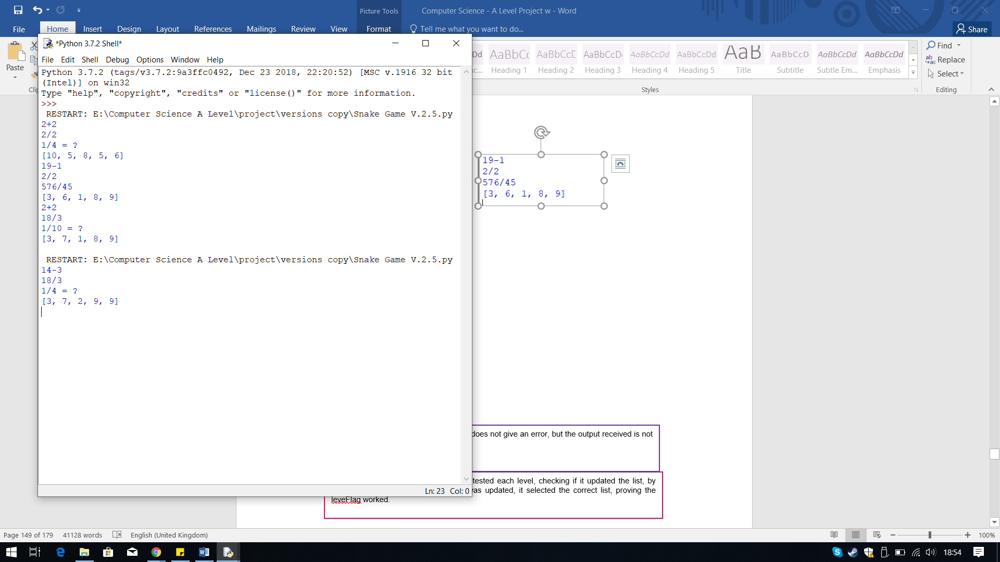 Picture Tools
Computer Science - A Level Project w - Word
File
Home
Insert
Design
Layout
References
Mailings
Review
View
Format
Tell me what you want to do...
Share
Paste
*Python 3.7.2 Shell*
File Edit Shell Debug Options Window Help
Python 3.7.2 (tags/v3.7.2:9a3ffc0492, Dec 23 2018, 22:20:52) [MSC v.1916 32 bit
(Intel)] on win32
Type "help", "copyright", "credits" or "license()" for more information.
>>>
RESTART: E:\Computer Science A Level\project\versions copy\Snake Game V.2.5.py
2+2
2/2
1/4 = ?
[10, 5, 8, 5, 6]
19-1
2/2
576/45
[3, 6, 1, 8, 9]
2+2
18/3
1/10 = ?
[3, 7, 1, 8, 9]
RESTART: E:\Computer Science A Level\project\versions copy\Snake Game V.2.5.py
14-3
18/3
1/4 = ?
[3, 7, 2, 9, 9]
Ln: 23 Col: 0
AaBbCc AaBbCcD AaBbCcD AaBbCcDd AaBbCcDd AaB AaBbCcD AaBbCcDd AaBbCcDd
Heading 1 Heading 2 Heading 3 Heading 4 Heading 5 Title Subtitle Subtle Em... Emphasis
Styles
Find
Replace
Select
Editing
19-1
2/2
576/45
[3, 6, 1, 8, 9]
does not give an error, but the output received is not
tested each level, checking if it updated the list, by
was updated, it selected the correct list, proving the
leveFlag worked.
Page 149 of 179 41128 words English (United Kingdom)
100%
18:54